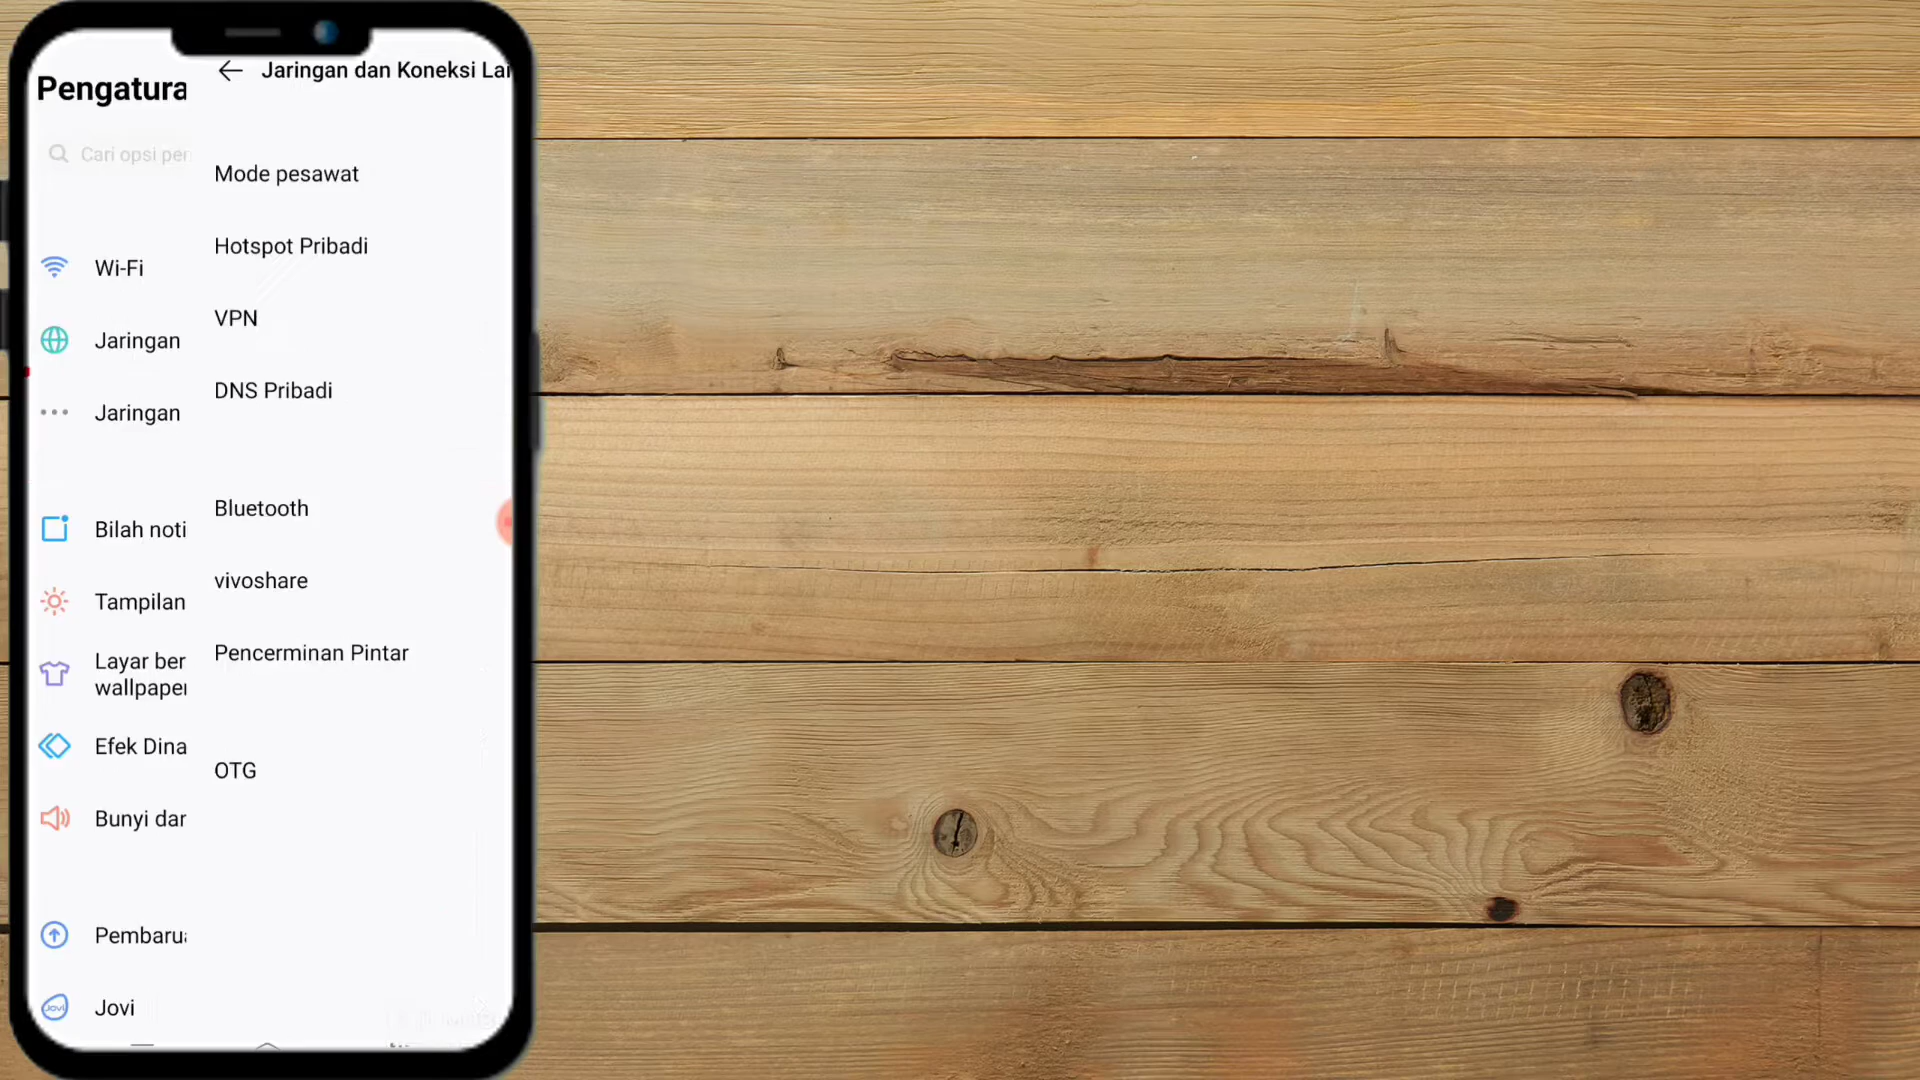 Pengatura
Cari opsi per
Wi-Fi
Jaringan
Jaringan
Bilah noti
Tampilan
Layar ber
wallpaper
Efek Dina
Bunyi dar
Pembarua
Jovi
Jaringan dan Koneksi Lai
Mode pesawat
Hotspot Pribadi
VPN
DNS Pribadi
Bluetooth
vivoshare
Pencerminan Pintar
OTG